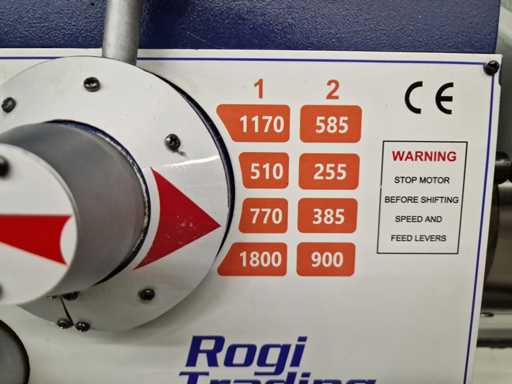 1 2
1170 585
510 255
770 385
1800 900
CE
WARNING
STOP MOTOR
BEFORE SHIFTING
SPEED AND
FEED LEVERS
Rogi
Trading